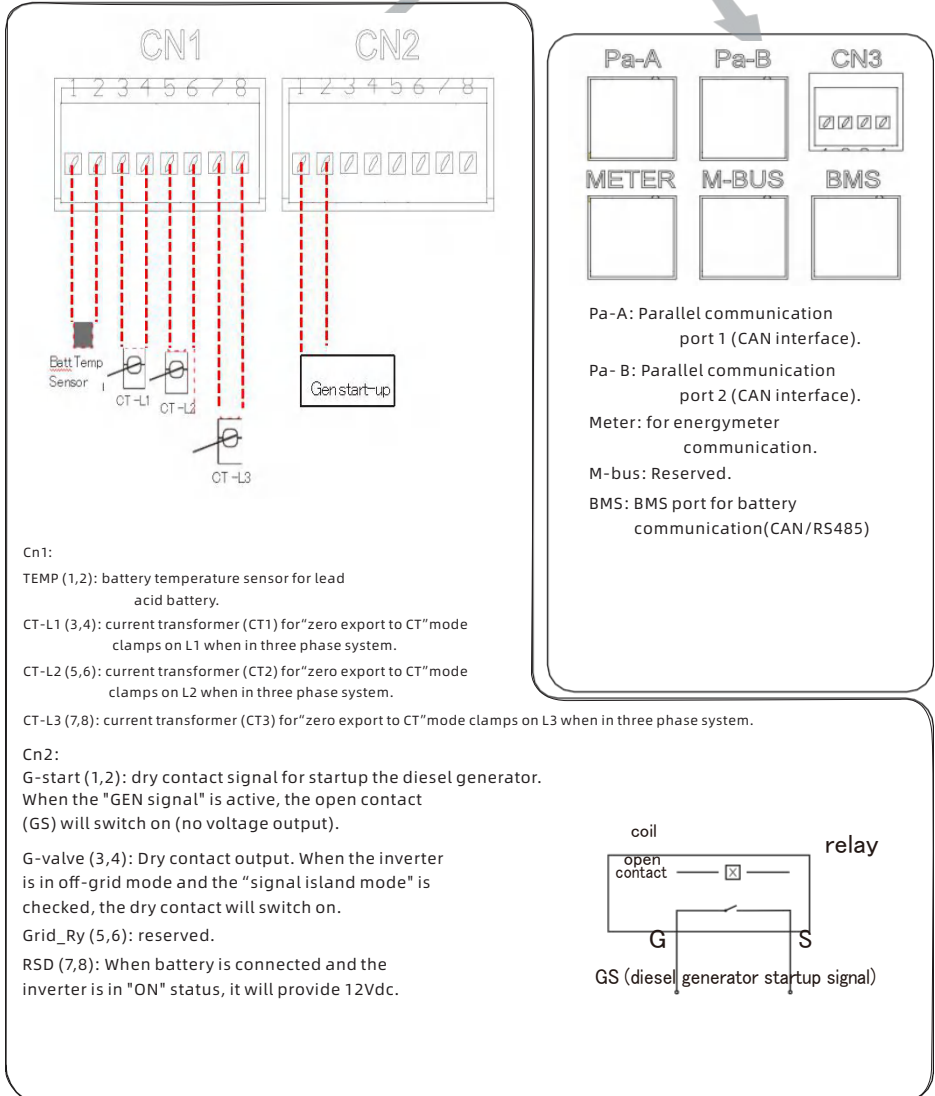 CN1
CN2
1 2 3 4 5 6 7 8
1 2 3 4 5 6 7 8
Batt Temp
Sensor
CT-L1
CT-L2
CT-L3
Gen start-up
Pa-A
Pa-B
CN3
METER
M-BUS
BMS
Pa-A: Parallel communication
port 1 (CAN interface).
Pa- B: Parallel communication
port 2 (CAN interface).
Meter: for energymeter
communication.
M-bus: Reserved.
BMS: BMS port for battery
communication(CAN/RS485)
Cn1:
TEMP (1,2): battery temperature sensor for lead
acid battery.
CT-L1 (3,4): current transformer (CT1) for“zero export to CT”mode
clamps on L1 when in three phase system.
CT-L2 (5,6): current transformer (CT2) for“zero export to CT”mode
clamps on L2 when in three phase system.
CT-L3 (7,8): current transformer (CT3) for“zero export to CT”mode clamps on L3 when in three phase system.
Cn2:
G-start (1,2): dry contact signal for startup the diesel generator.
When the "GEN signal" is active, the open contact
(GS) will switch on (no voltage output).
G-valve (3,4): Dry contact output. When the inverter
is in off-grid mode and the “signal island mode" is
checked, the dry contact will switch on.
Grid_Ry (5,6): reserved.
RSD (7,8): When battery is connected and the
inverter is in "ON" status, it will provide 12Vdc.
coil
relay
open
contact
G
S
GS (diesel generator startup signal)